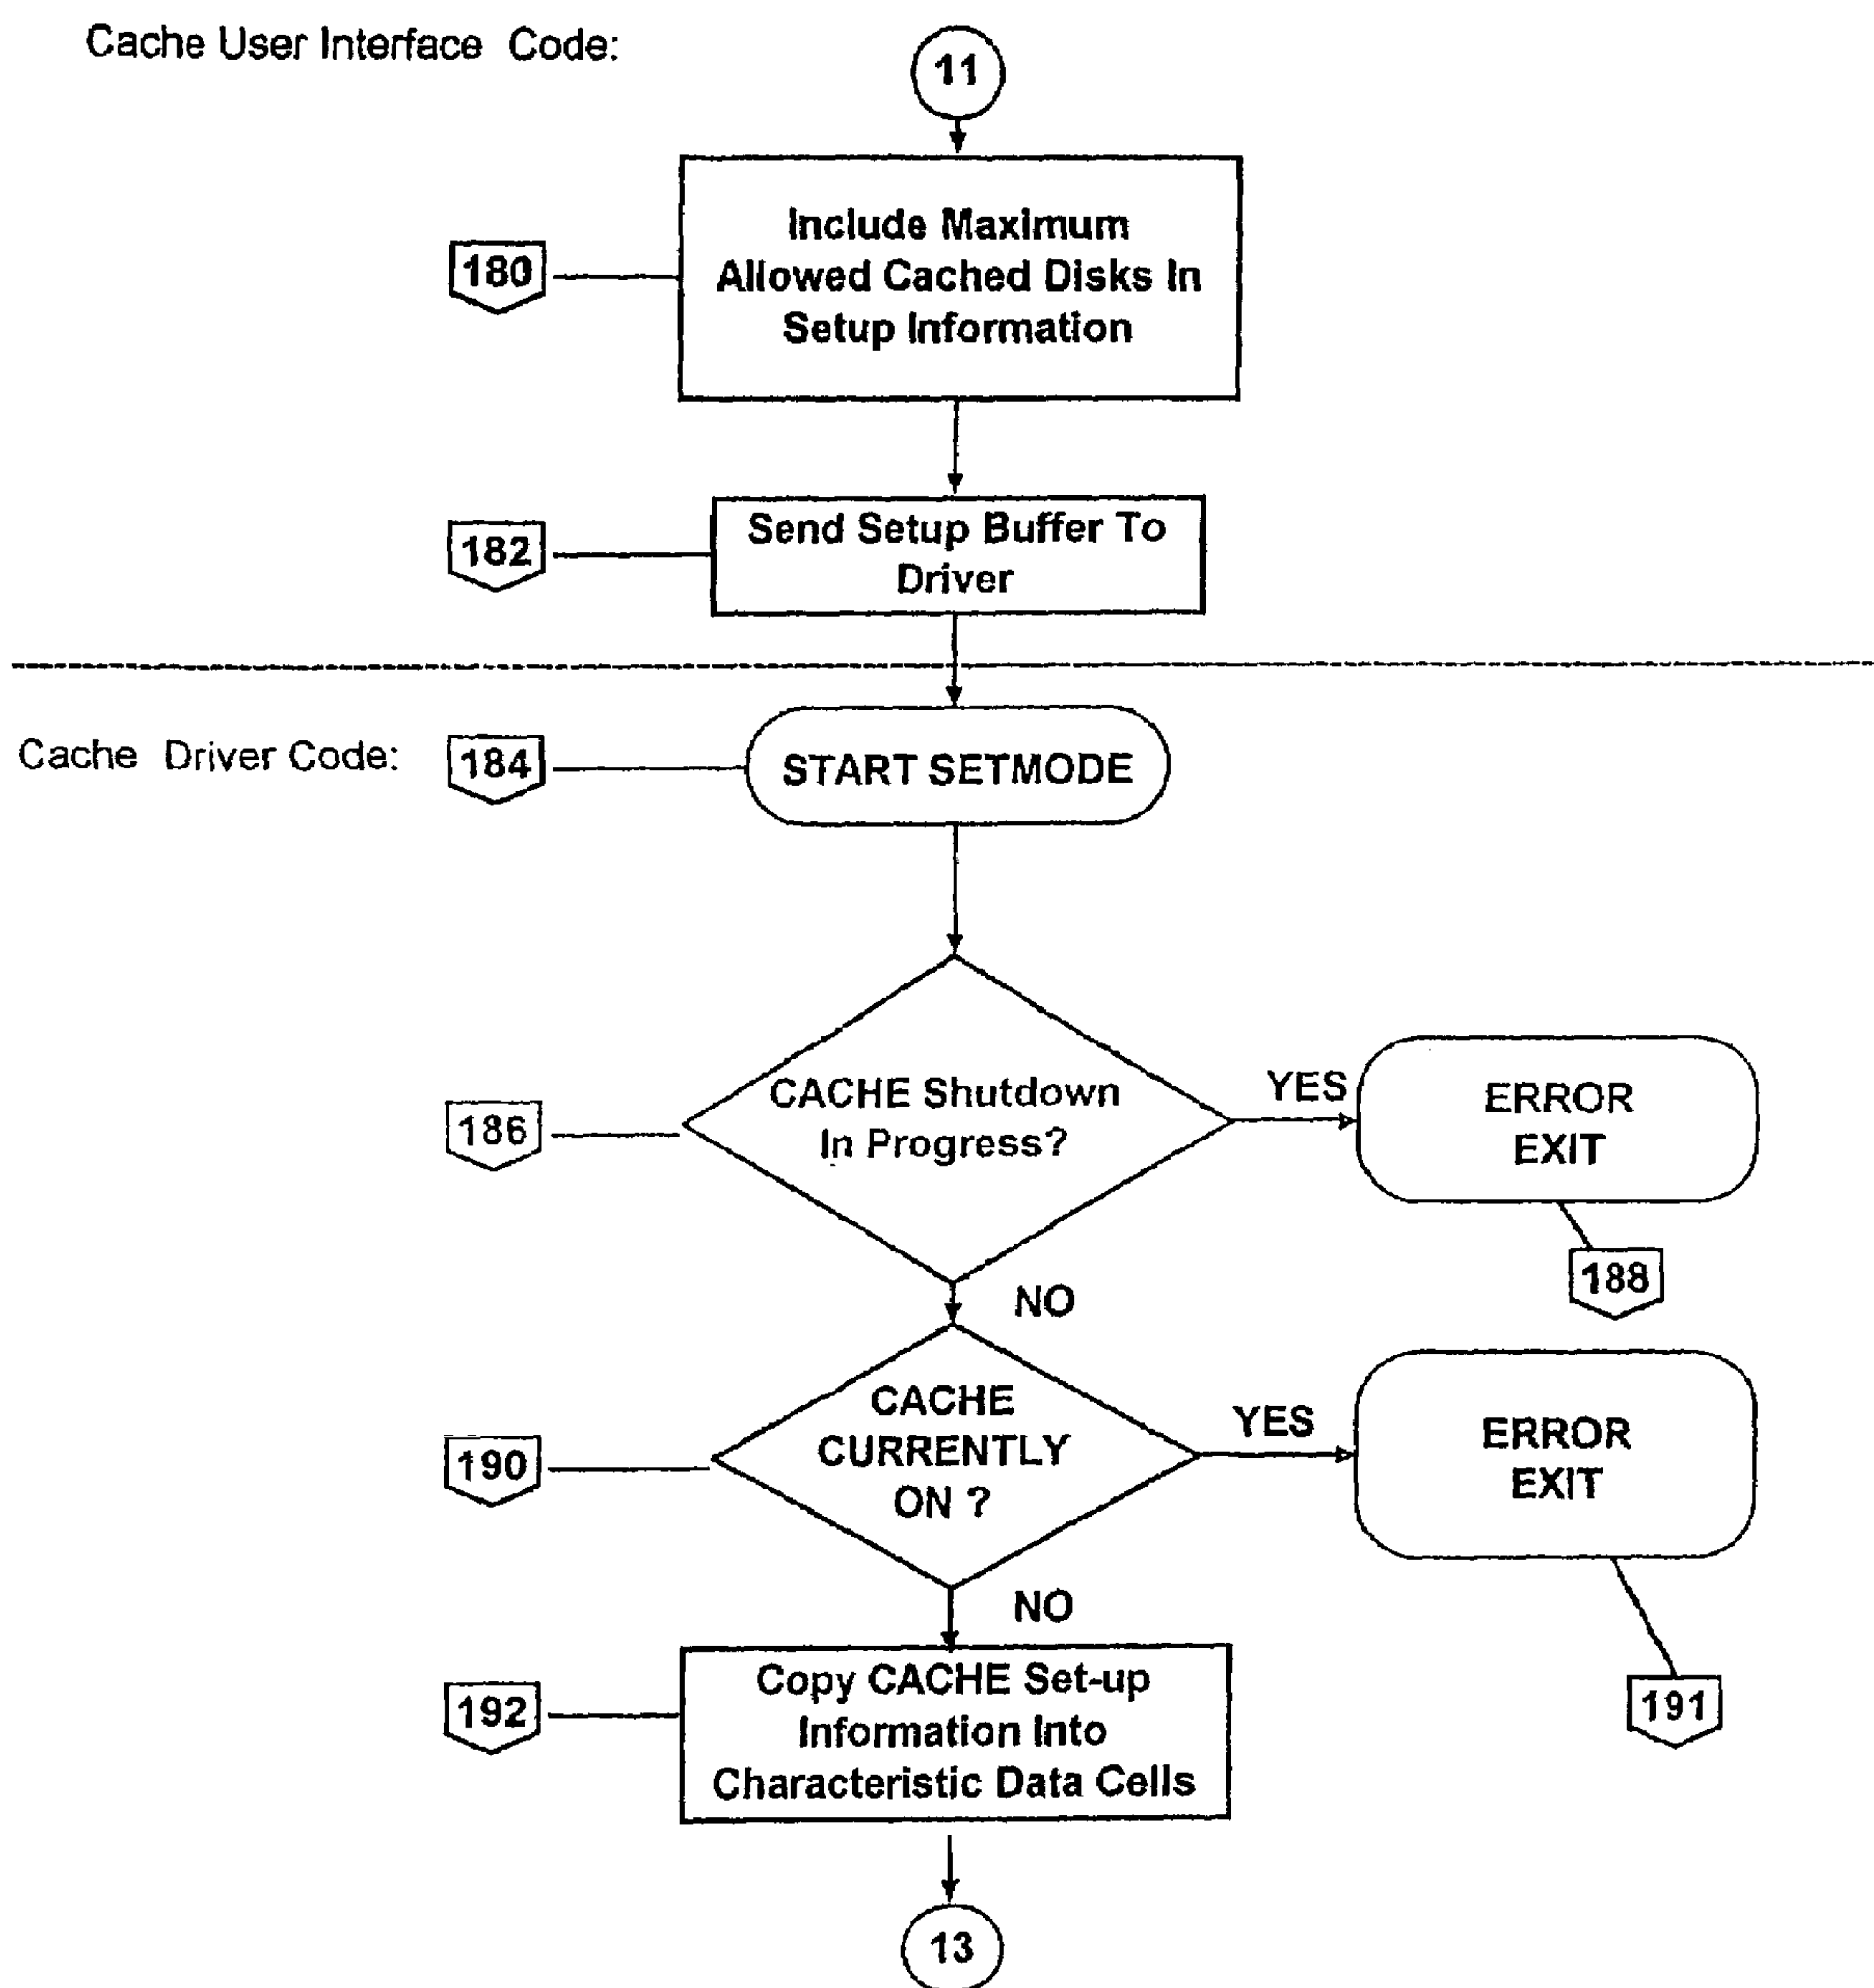 Cache User Interface Code:
11
180
Include Maximum
Allowed Cached Disks In
Setup Information
182
Send Setup Buffer To
Driver
Cache Driver Code:
184
START SETMODE
186
CACHE Shutdown
In Progress?
YES
ERROR
EXIT
188
NO
190
CACHE
CURRENTLY
ON ?
YES
ERROR
EXIT
191
NO
192
Copy CACHE Set-up
Information Into
Characteristic Data Cells
13